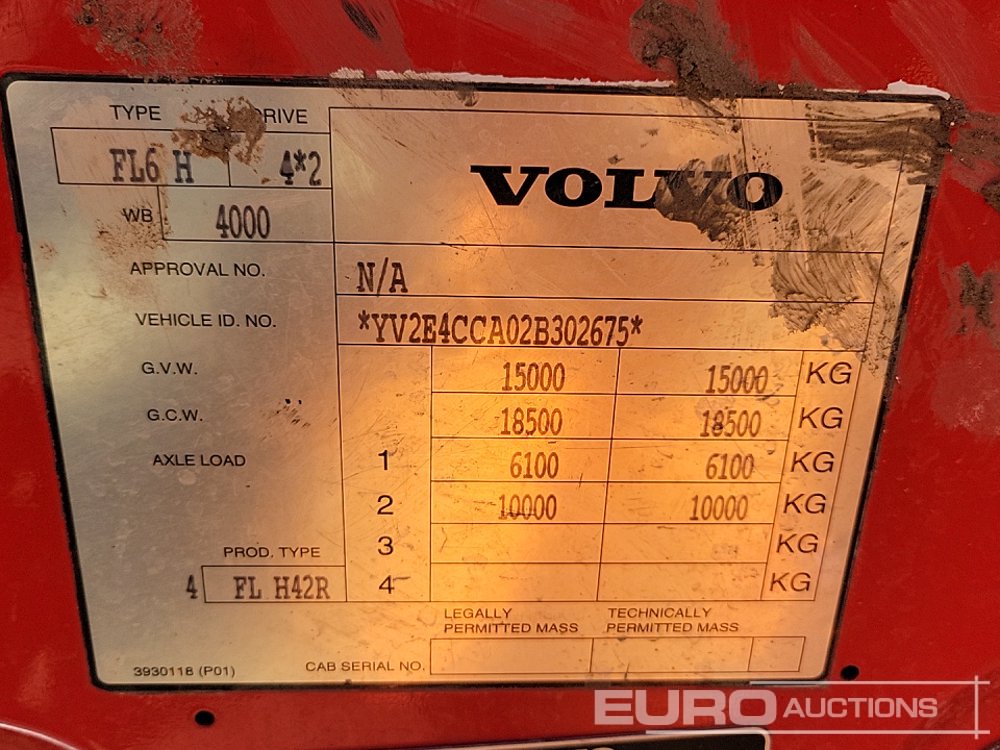 TYPE DRIVE
FL6 H 4*2
VOLVO
WB 4000
APPROVAL NO. N/A
VEHICLE ID. NO. *YV2E4CCA02B302675*
G.V.W. 15000 15000 KG
G.C.W. 18500 18500 KG
AXLE LOAD 1 6100 6100 KG
2 10000 10000 KG
3 KG
PROD. TYPE
4 FL H42R 4 KG
LEGALLY PERMITTED MASS TECHNICALLY PERMITTED MASS
CAB SERIAL NO.
3930118 (P01)
EURO AUCTIONS